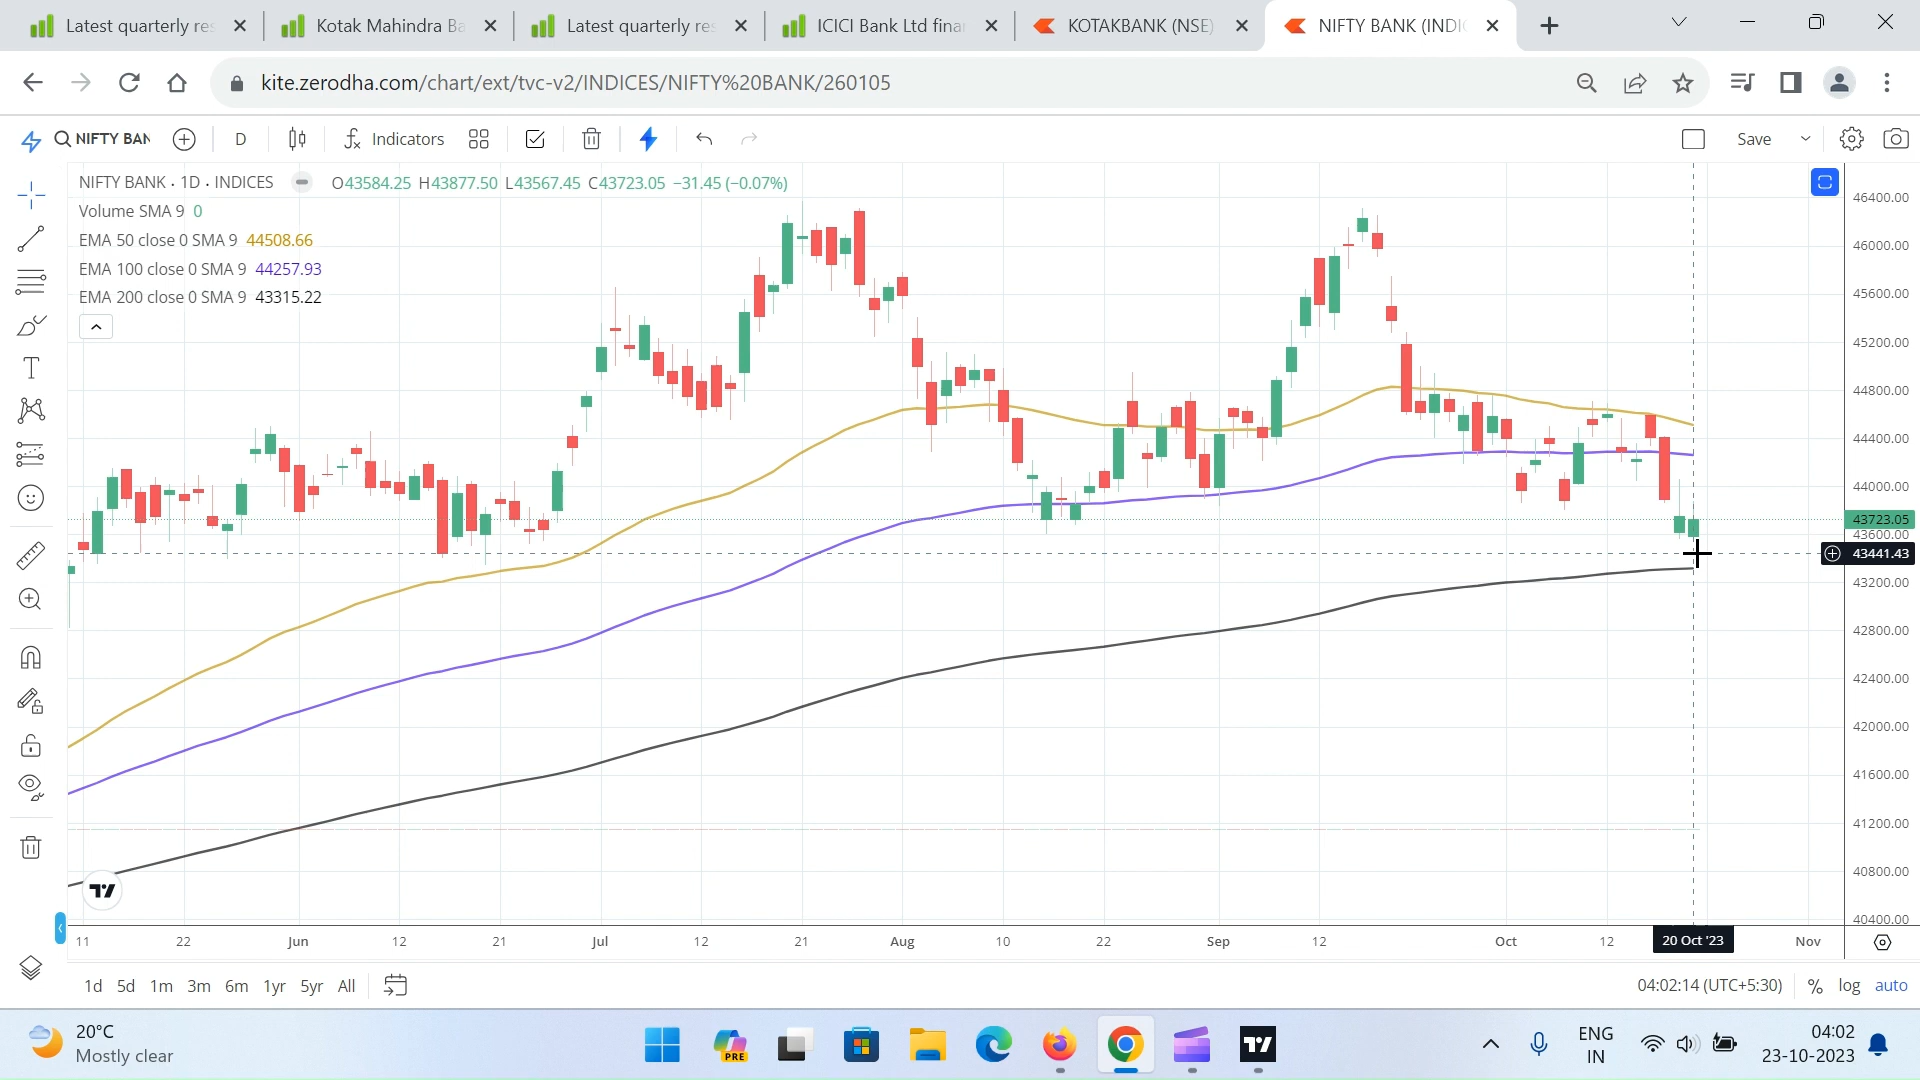 Latest quarterly res
Kotak Mahindra Ba
Latest quarterly res
ICICI Bank Ltd finan
KOTAKBANK (NSE)
NIFTY BANK (INDI
kite.zerodha.com/chart/ext/tvc-v2/INDICES/NIFTY%20BANK/260105
NIFTY BAN
D
Indicators
Save
NIFTY BANK · 1D · INDICES O43584.25 H43877.50 L43567.45 C43723.05 −31.45 (−0.07%)
Volume SMA 9 0
EMA 50 close 0 SMA 9 44508.66
EMA 100 close 0 SMA 9 44257.93
EMA 200 close 0 SMA 9 43315.22
46400.00
46000.00
45600.00
45200.00
44800.00
44400.00
44000.00
43723.05
43600.00
43441.43
43200.00
42800.00
42400.00
42000.00
41600.00
41200.00
40800.00
40400.00
11 22 Jun 12 21 Jul 12 21 Aug 10 22 Sep 12 Oct 12 20 Oct '23 Nov
1d 5d 1m 3m 6m 1yr 5yr All
04:02:14 (UTC+5:30) % log auto
20°C
Mostly clear
PRE
ENG
IN
04:02
23-10-2023